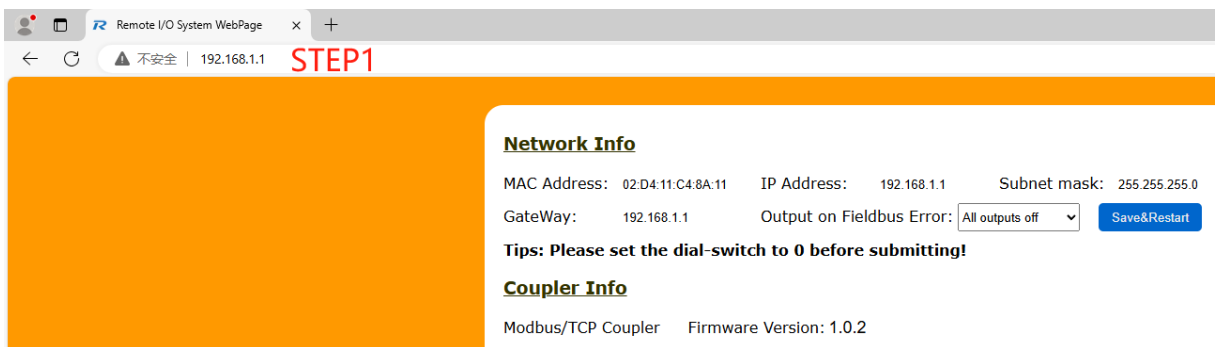 Remote I/O System WebPage
不安全 192.168.1.1 STEP1
Network Info
MAC Address: 02:D4:11:C4:8A:11 IP Address: 192.168.1.1 Subnet mask: 255.255.255.0
GateWay: 192.168.1.1 Output on Fieldbus Error: All outputs off Save&Restart
Tips: Please set the dial-switch to 0 before submitting!
Coupler Info
Modbus/TCP Coupler Firmware Version: 1.0.2